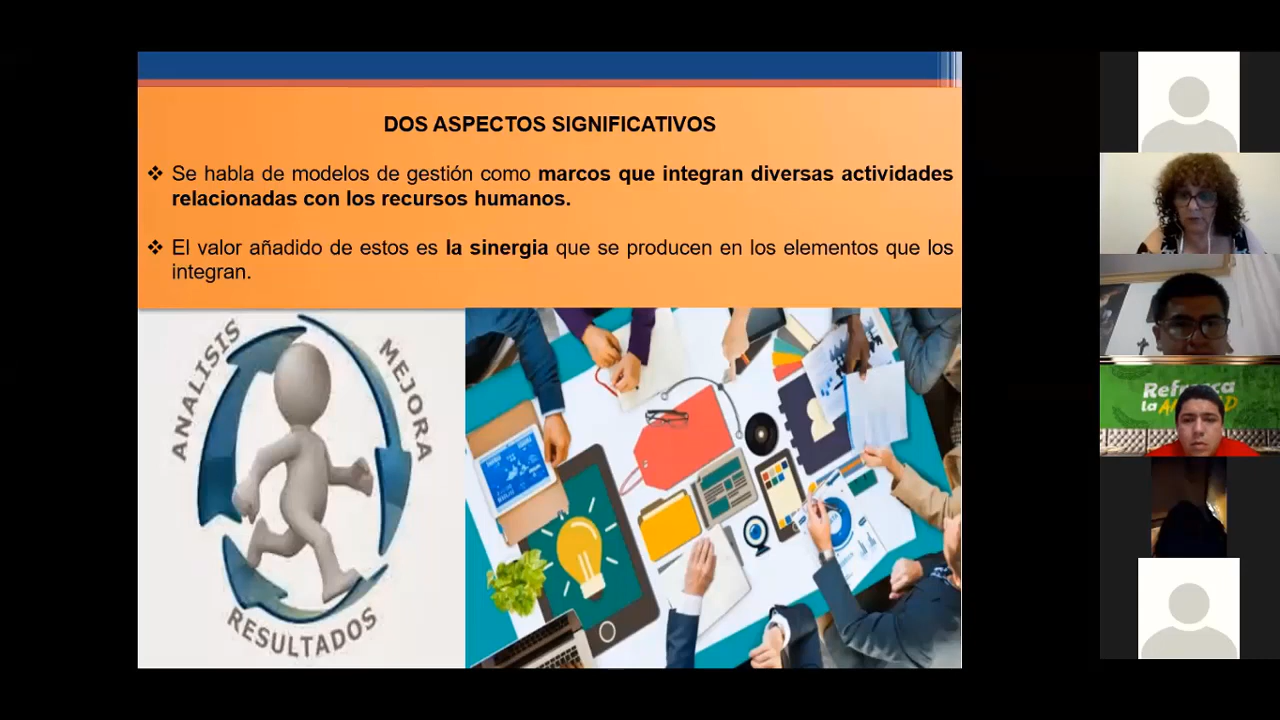 DOS ASPECTOS SIGNIFICATIVOS
❖ Se habla de modelos de gestión como marcos que integran diversas actividades
relacionadas con los recursos humanos.
❖ El valor añadido de estos es la sinergia que se producen en los elementos que los
integran.
ANALISIS
MEJORA
RESULTADOS
la